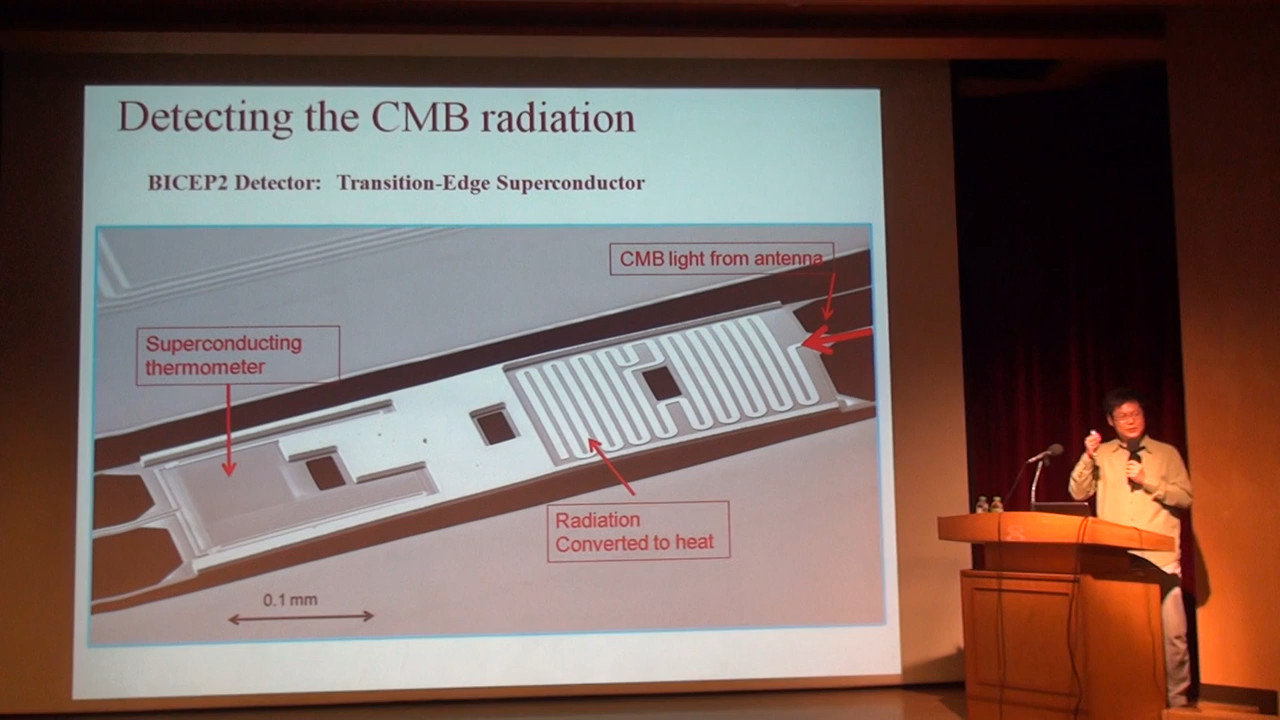 Detecting the CMB radiation
BICEP2 Detector: Transition-Edge Superconductor
CMB light from antenna
Superconducting
thermometer
Radiation
Converted to heat
0.1 mm